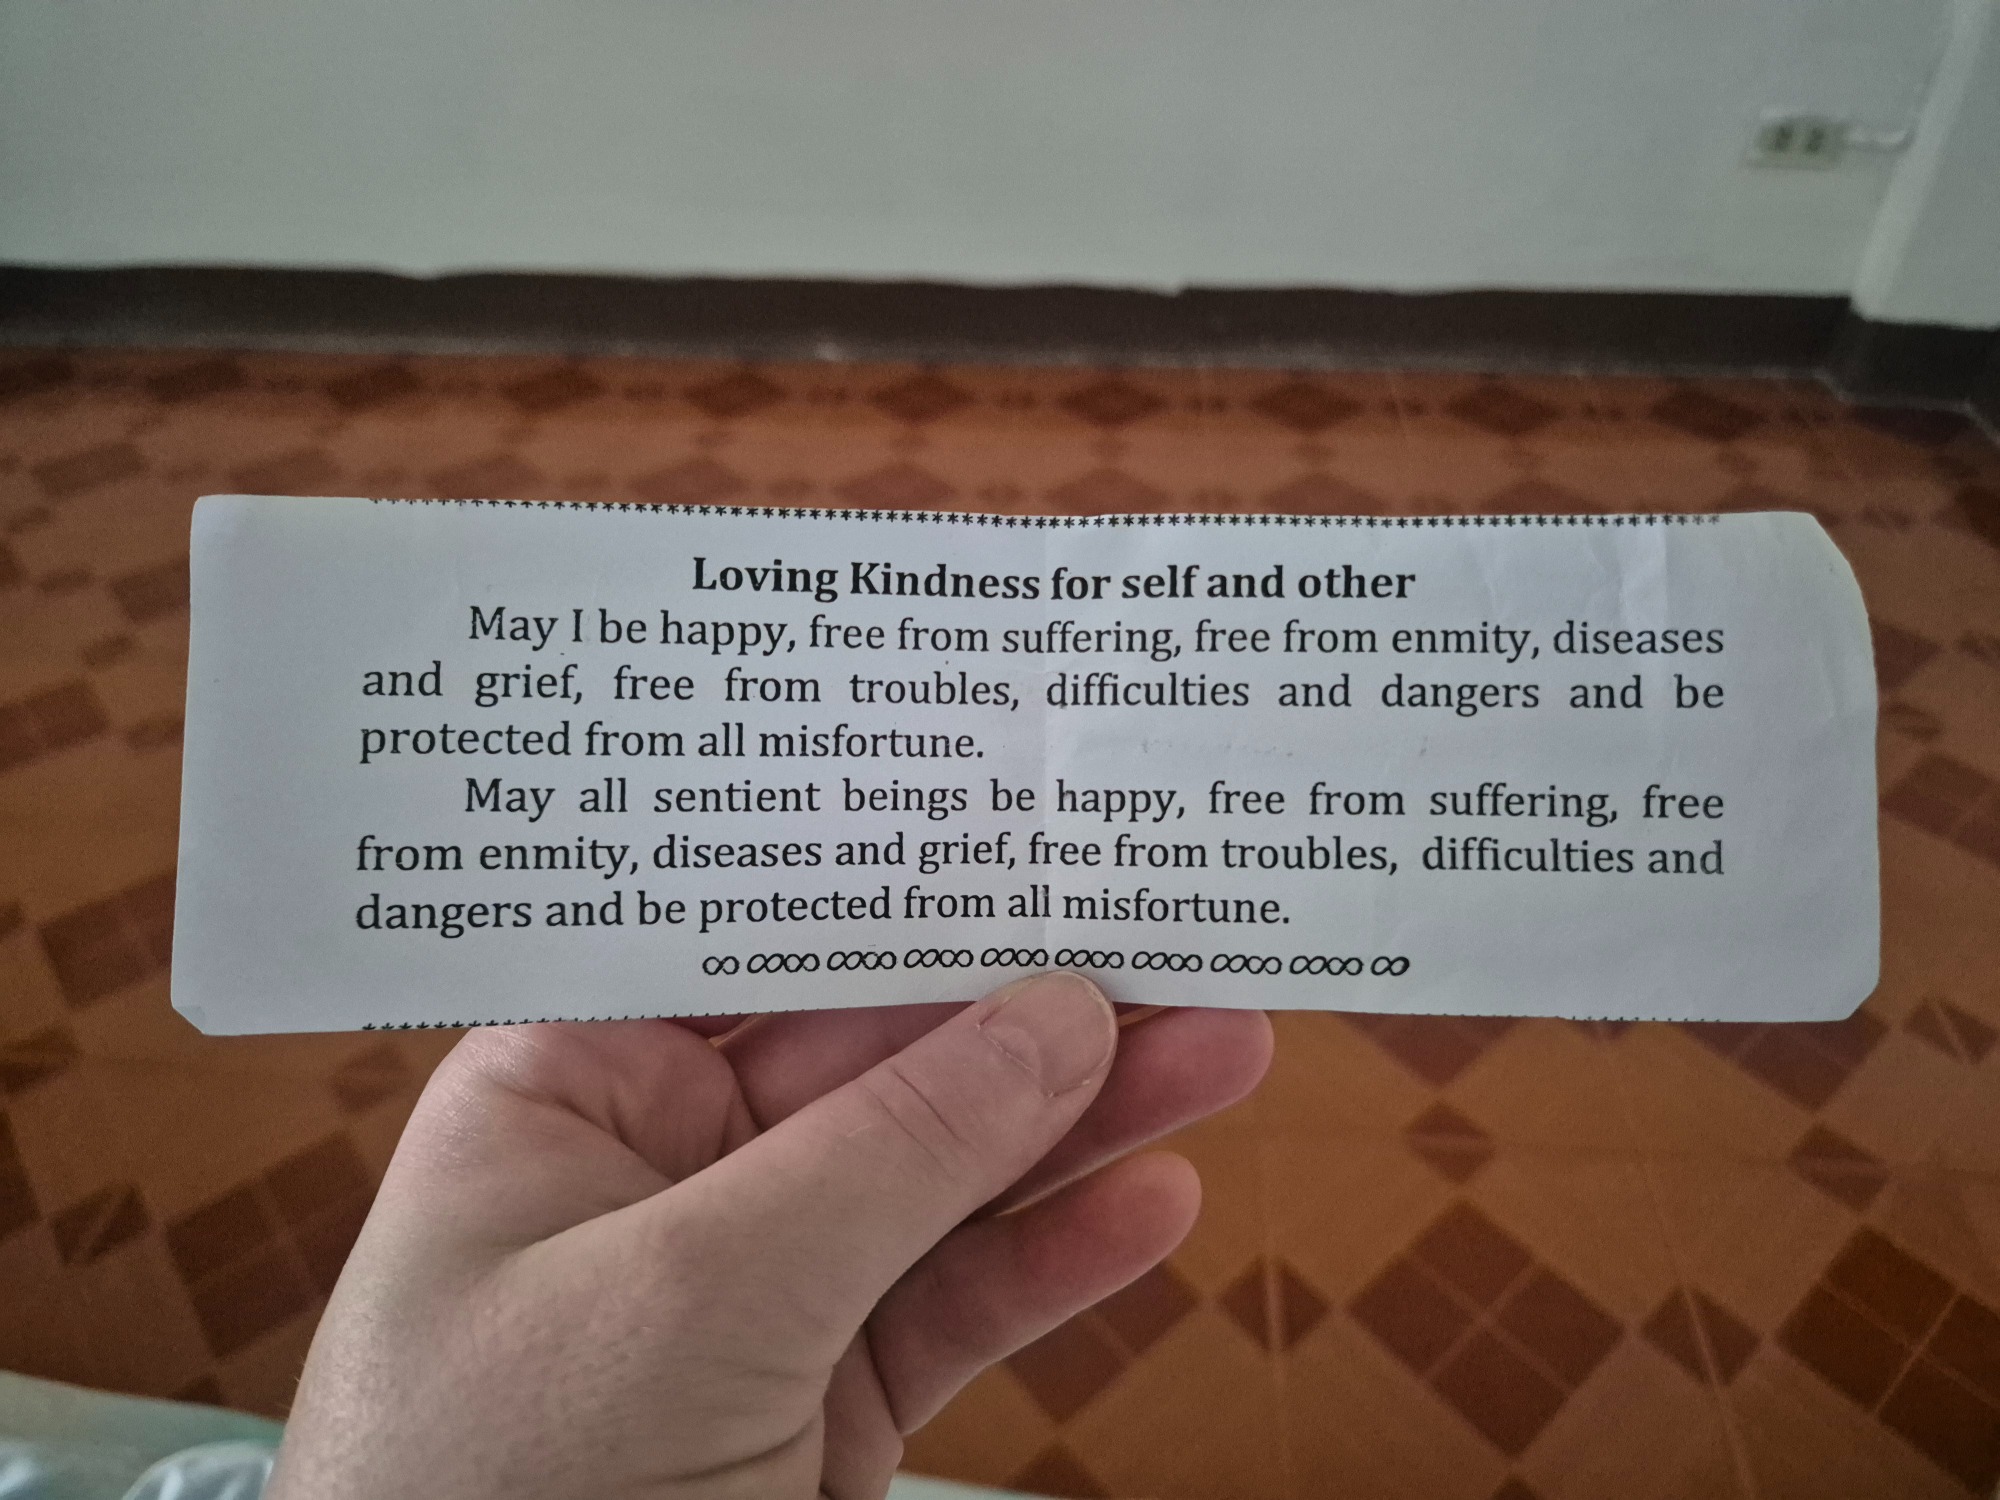 *****************************************************************************************
Loving Kindness for self and other
May I be happy, free from suffering, free from enmity, diseases
and grief, free from troubles, difficulties and dangers and be
protected from all misfortune.
May all sentient beings be happy, free from suffering, free
from enmity, diseases and grief, free from troubles, difficulties and
dangers and be protected from all misfortune.
∞ ∞∞ ∞∞ ∞∞ ∞∞ ∞∞ ∞∞ ∞∞ ∞∞ ∞